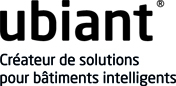 ubiant®
Créateur de solutions
pour bâtiments intelligents